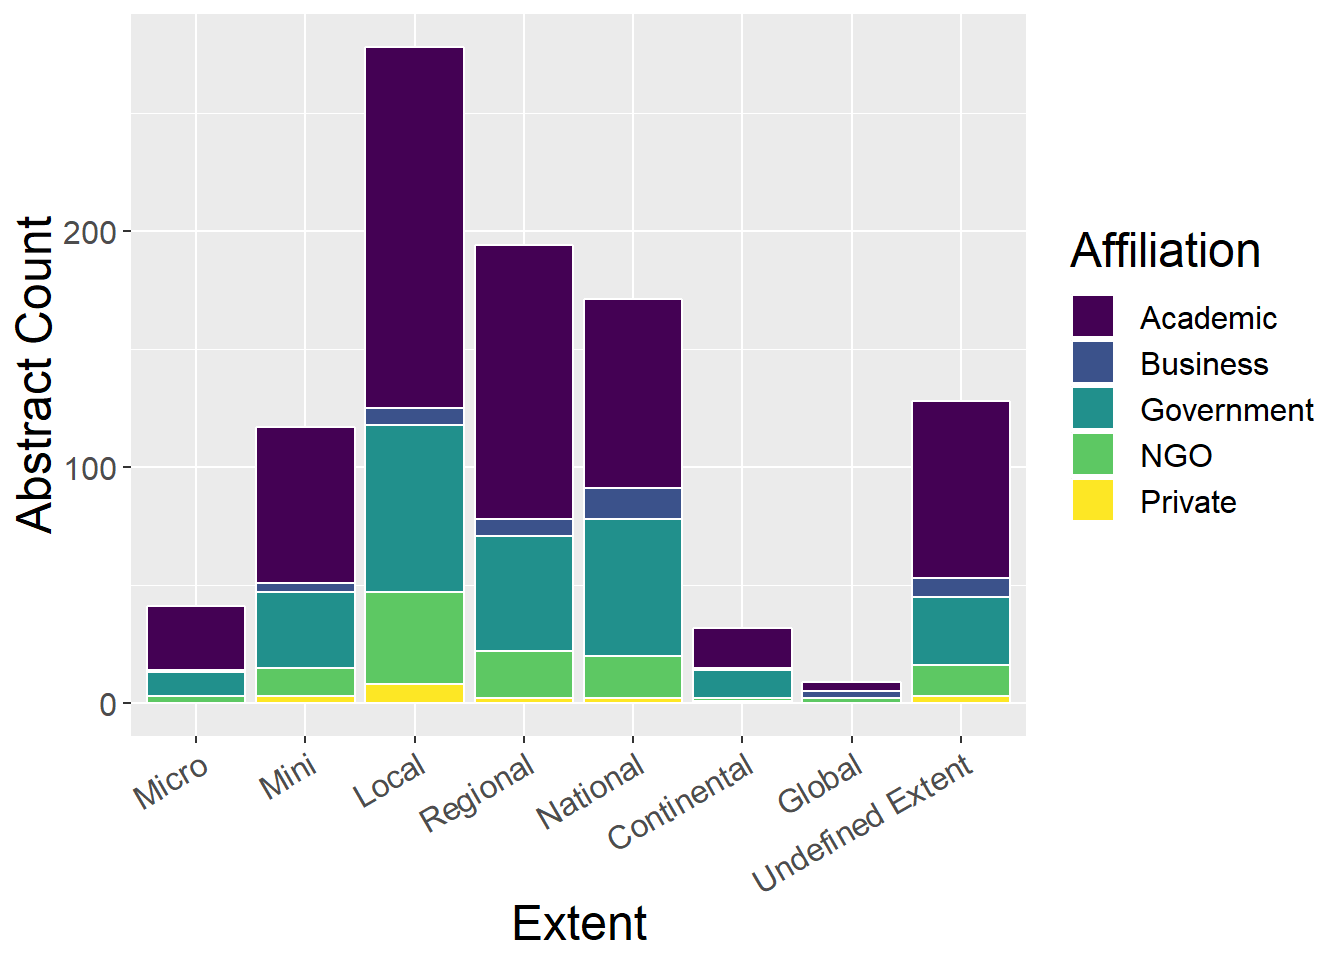 Abstract Count
200
100
0
Micro
Mini
Local
Regional
National
Continental
Global
Undefined Extent
Extent
Affiliation
Academic
Business
Government
NGO
Private